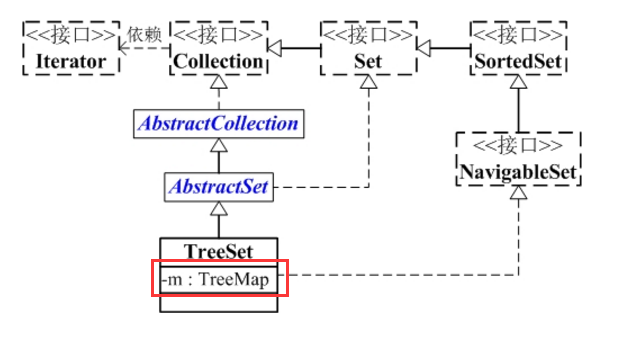 <<接口>> 依赖 <<接口>> <<接口>> <<接口>>
Iterator Collection Set SortedSet
AbstractCollection
<<接口>>
NavigableSet
AbstractSet
TreeSet
-m : TreeMap